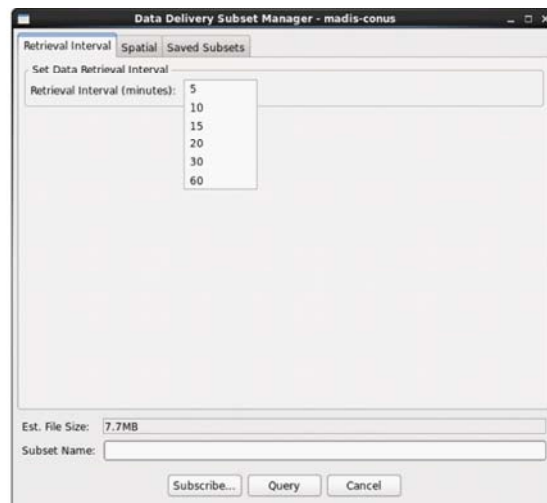 Data Delivery Subset Manager - madis-conus
Retrieval Interval Spatial Saved Subsets
Set Data Retrieval Interval
Retrieval Interval (minutes):
5
10
15
20
30
60
Est. File Size: 7.7MB
Subset Name:
Subscribe... Query Cancel